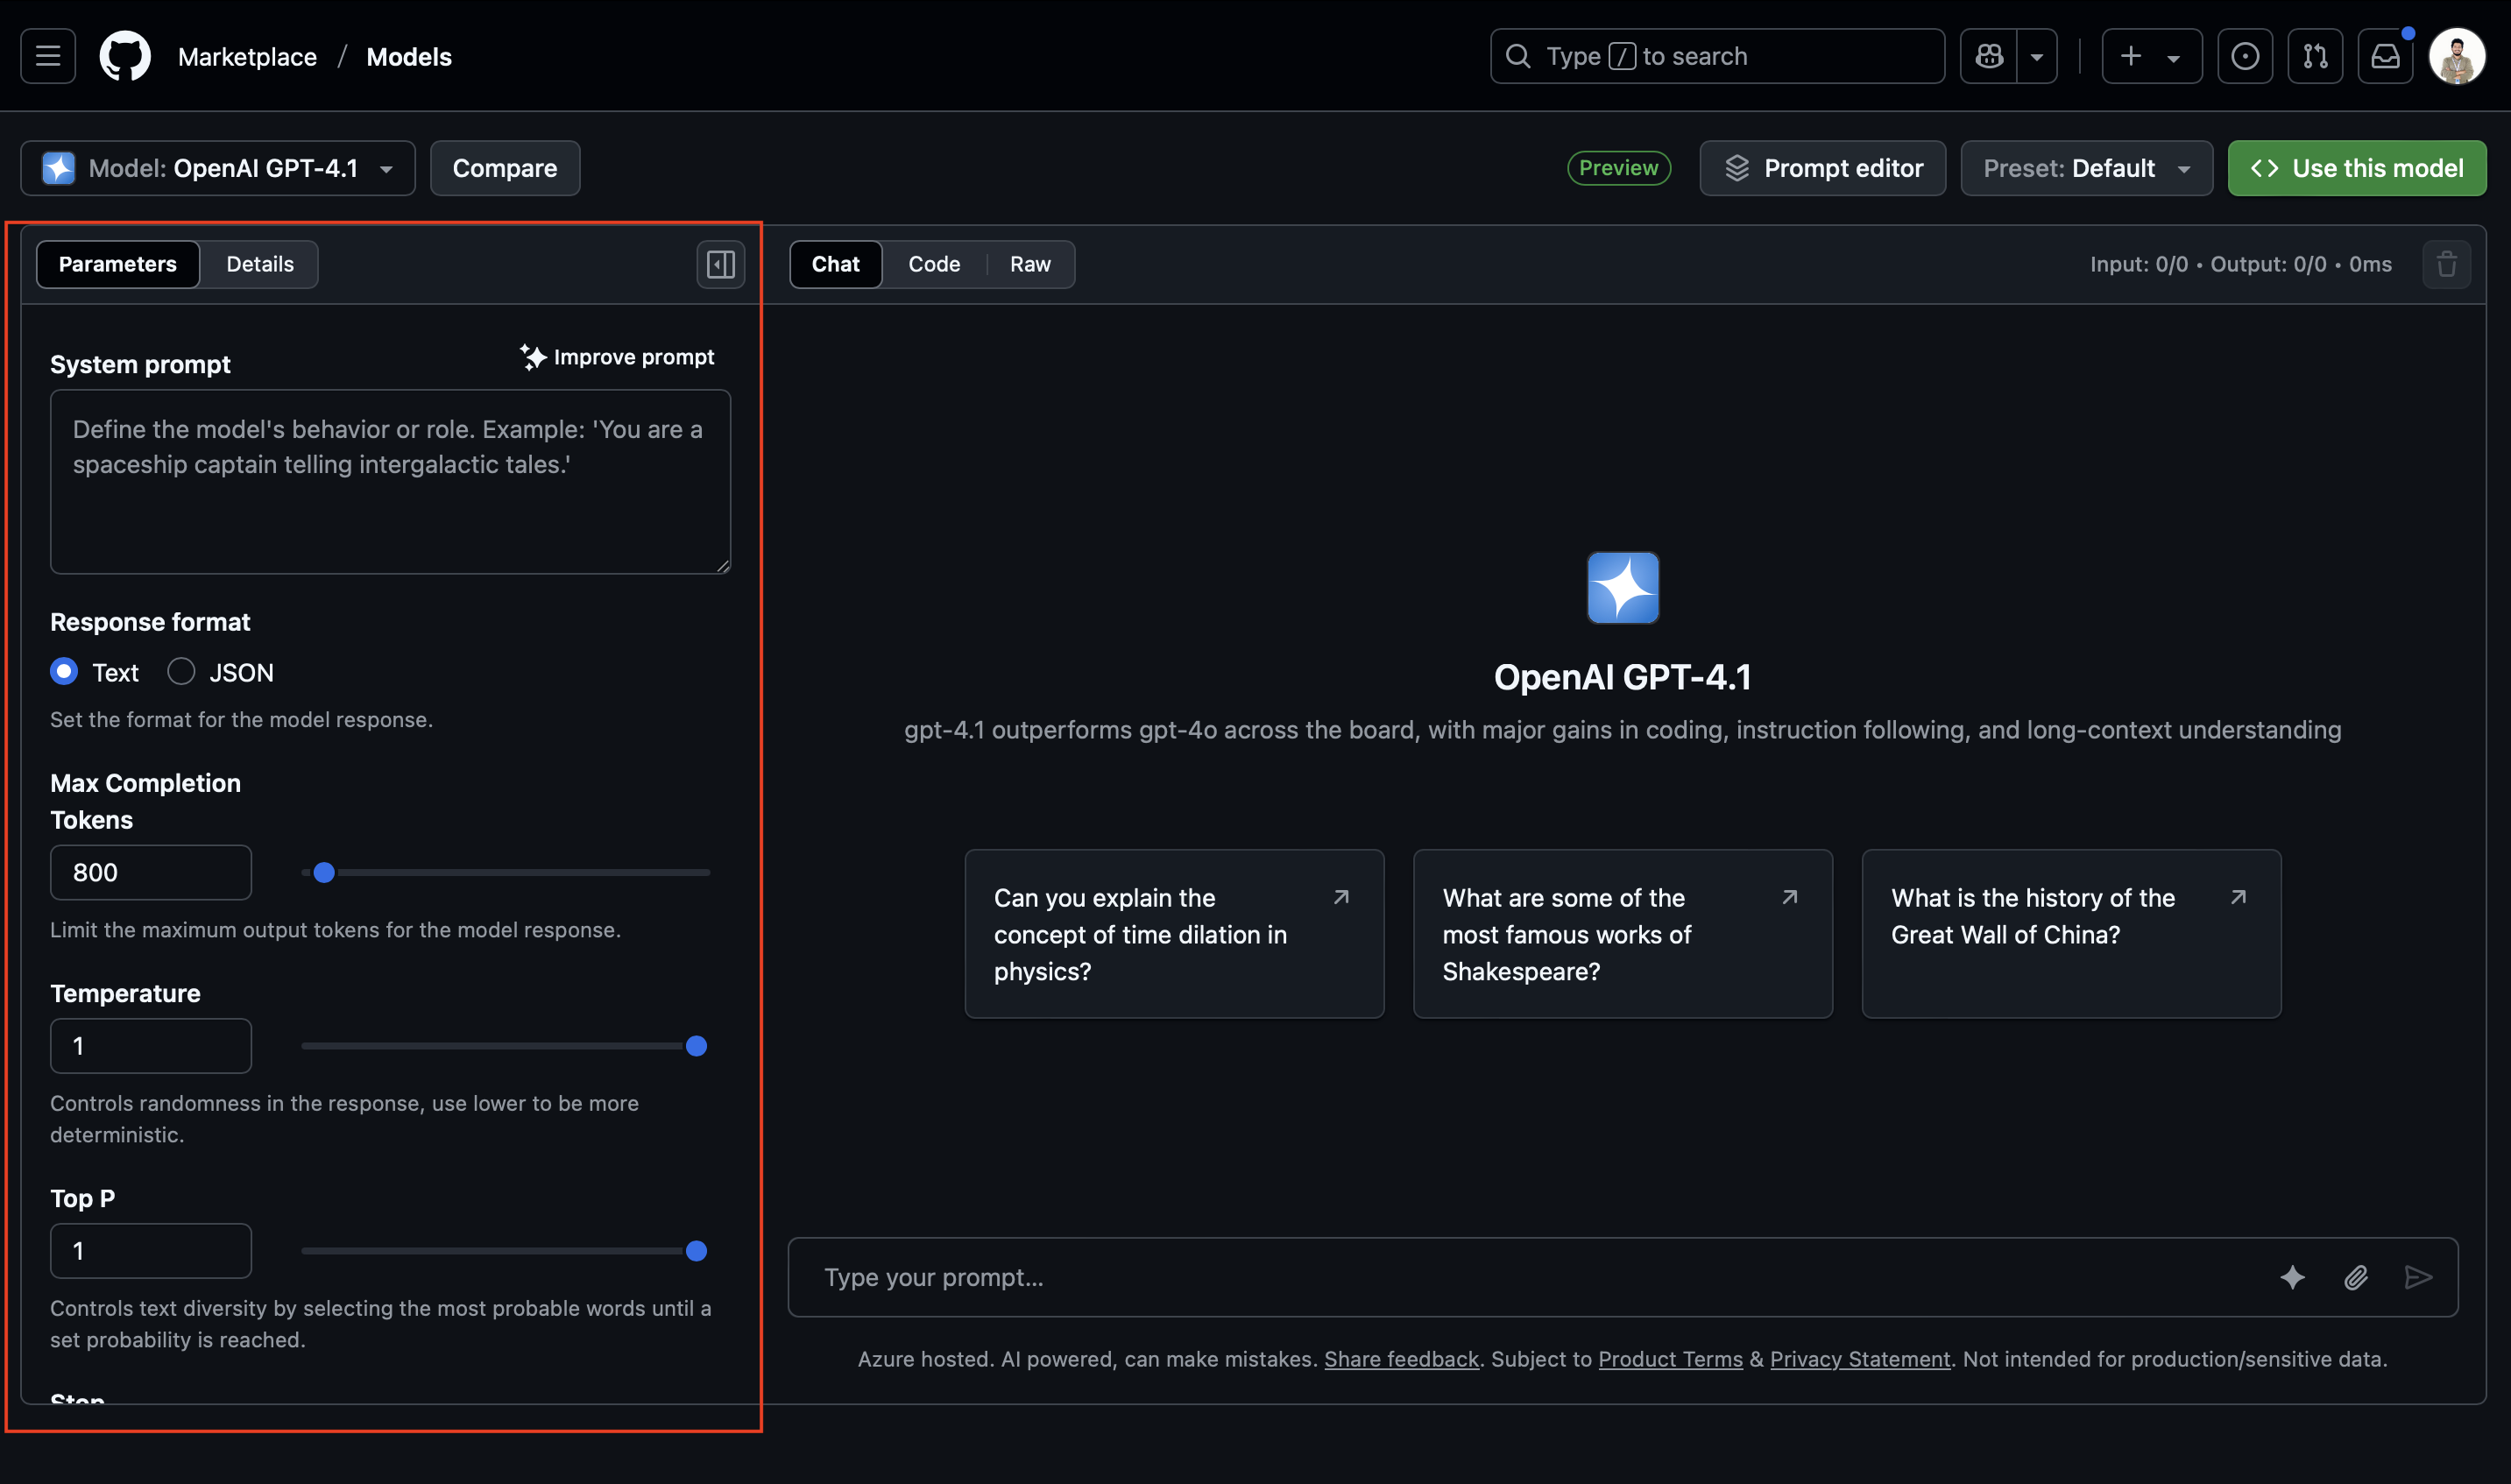 Marketplace / Models
Type / to search
Model: OpenAI GPT-4.1
Compare
Preview
Prompt editor
Preset: Default
Use this model
Parameters
Details
System prompt
Improve prompt
Define the model's behavior or role. Example: 'You are a
spaceship captain telling intergalactic tales.'
Response format
Text
JSON
Set the format for the model response.
Max Completion
Tokens
800
Limit the maximum output tokens for the model response.
Temperature
1
Controls randomness in the response, use lower to be more
deterministic.
Top P
1
Controls text diversity by selecting the most probable words until a
set probability is reached.
Stop
Chat
Code
Raw
Input: 0/0 • Output: 0/0 • 0ms
OpenAI GPT-4.1
gpt-4.1 outperforms gpt-4o across the board, with major gains in coding, instruction following, and long-context understanding
Can you explain the
concept of time dilation in
physics?
What are some of the
most famous works of
Shakespeare?
What is the history of the
Great Wall of China?
Type your prompt...
Azure hosted. AI powered, can make mistakes. Share feedback. Subject to Product Terms & Privacy Statement. Not intended for production/sensitive data.